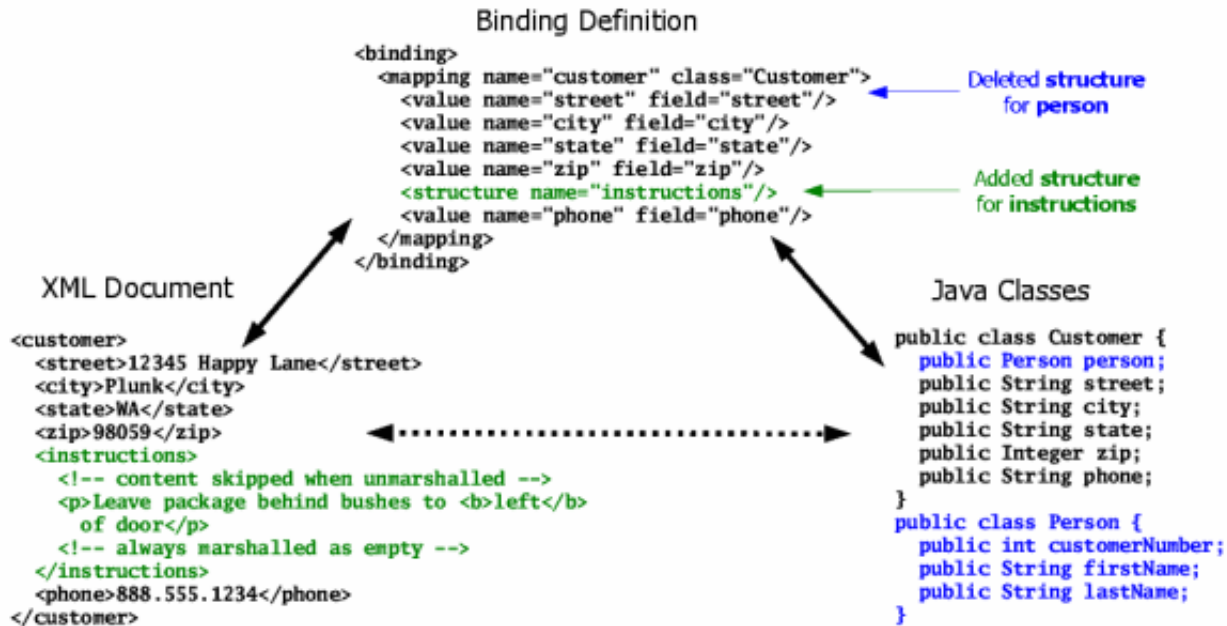 Binding Definition
<binding>
  <mapping name="customer" class="Customer">
    <value name="street" field="street"/>
    <value name="city" field="city"/>
    <value name="state" field="state"/>
    <value name="zip" field="zip"/>
    <structure name="instructions"/>
    <value name="phone" field="phone"/>
  </mapping>
</binding>
Deleted structure
for person
Added structure
for instructions
XML Document
<customer>
  <street>12345 Happy Lane</street>
  <city>Plunk</city>
  <state>WA</state>
  <zip>98059</zip>
  <instructions>
    <!-- content skipped when unmarshalled -->
    <p>Leave package behind bushes to <b>left</b>
      of door</p>
    <!-- always marshalled as empty -->
  </instructions>
  <phone>888.555.1234</phone>
</customer>
Java Classes
public class Customer {
  public Person person;
  public String street;
  public String city;
  public String state;
  public Integer zip;
  public String phone;
}
public class Person {
  public int customerNumber;
  public String firstName;
  public String lastName;
}